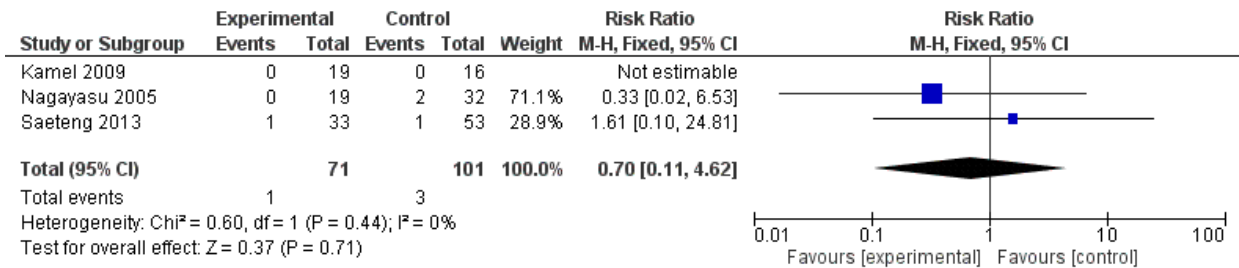 Experimental Control Risk Ratio Risk Ratio
Study or Subgroup Events Total Events Total Weight M-H, Fixed, 95% CI M-H, Fixed, 95% CI
Kamel 2009 0 19 0 16 Not estimable
Nagayasu 2005 0 19 2 32 71.1% 0.33 [0.02, 6.53]
Saeteng 2013 1 33 1 53 28.9% 1.61 [0.10, 24.81]
Total (95% CI) 71 101 100.0% 0.70 [0.11, 4.62]
Total events 1 3
Heterogeneity: Chi² = 0.60, df = 1 (P = 0.44); I² = 0%
Test for overall effect: Z = 0.37 (P = 0.71)
0.01 0.1 1 10 100
Favours [experimental] Favours [control]